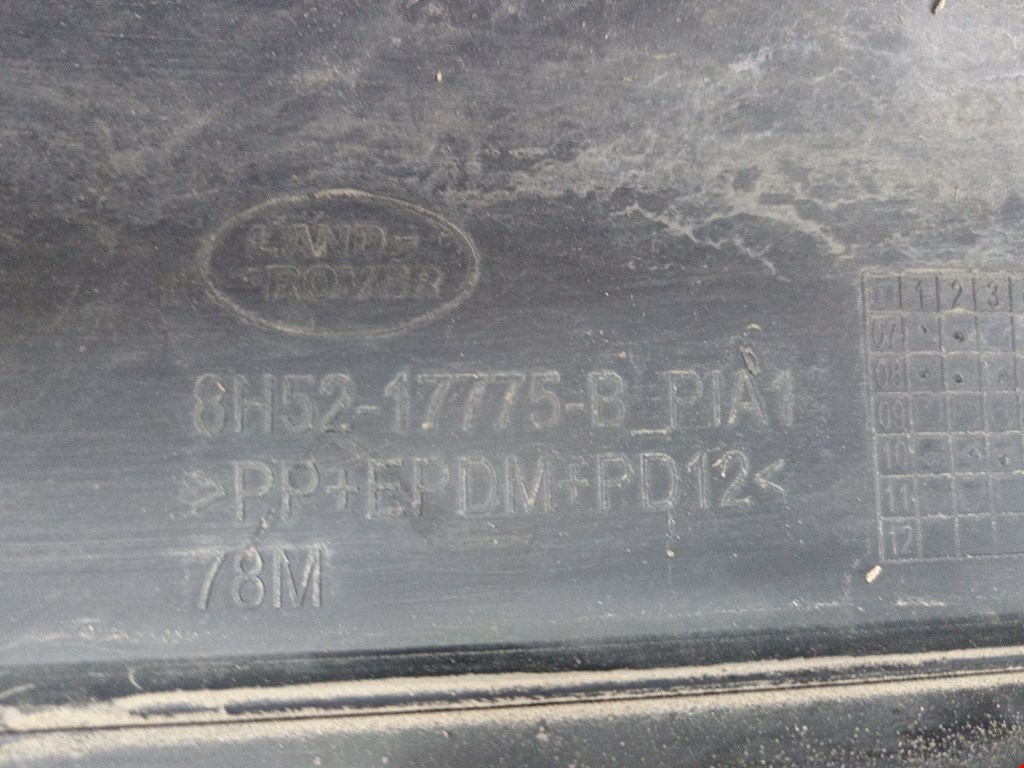 LAND
ROVER
8H52-17775-B_PIA1
>PP+EPDM+PD12<
78M
1 2 3
07
08
09
10
11
12